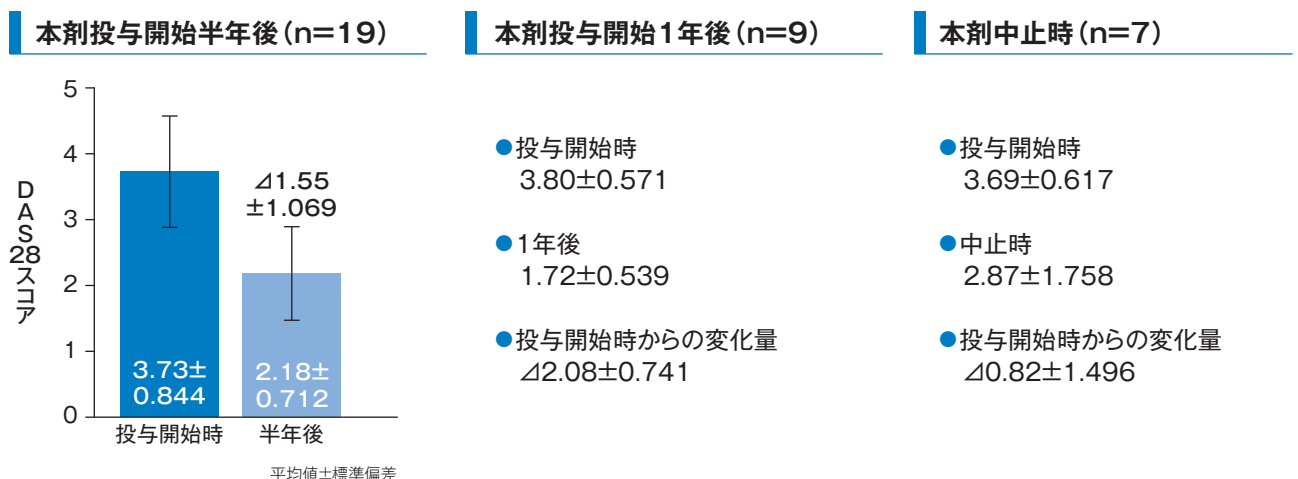 本剤投与開始半年後（n=19）
5
4
3
2
1
0
DAS28スコア
⊿1.55
±1.069
3.73±
0.844
2.18±
0.712
投与開始時
半年後
平均値±標準偏差
本剤投与開始1年後（n=9）
●投与開始時
3.80±0.571
●1年後
1.72±0.539
●投与開始時からの変化量
⊿2.08±0.741
本剤中止時（n=7）
●投与開始時
3.69±0.617
●中止時
2.87±1.758
●投与開始時からの変化量
⊿0.82±1.496